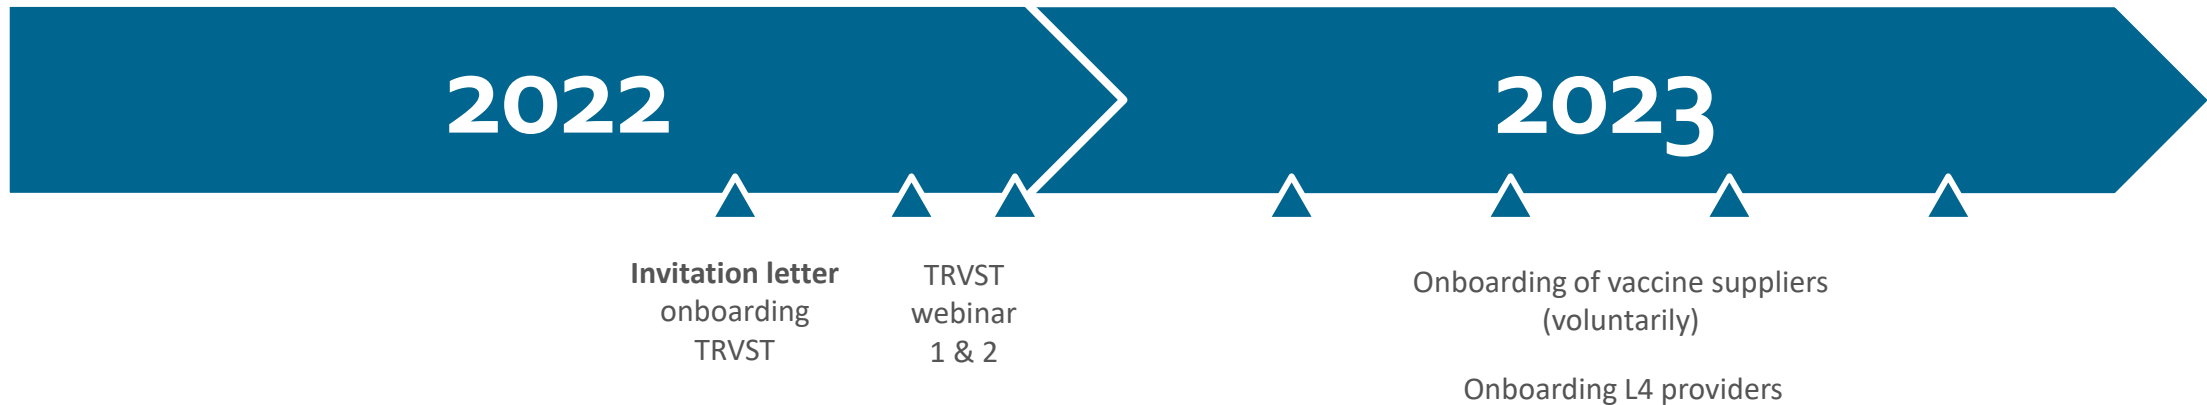 2022
2023
Invitation letter
onboarding
TRVST
TRVST
webinar
1 & 2
Onboarding of vaccine suppliers
(voluntarily)
Onboarding L4 providers